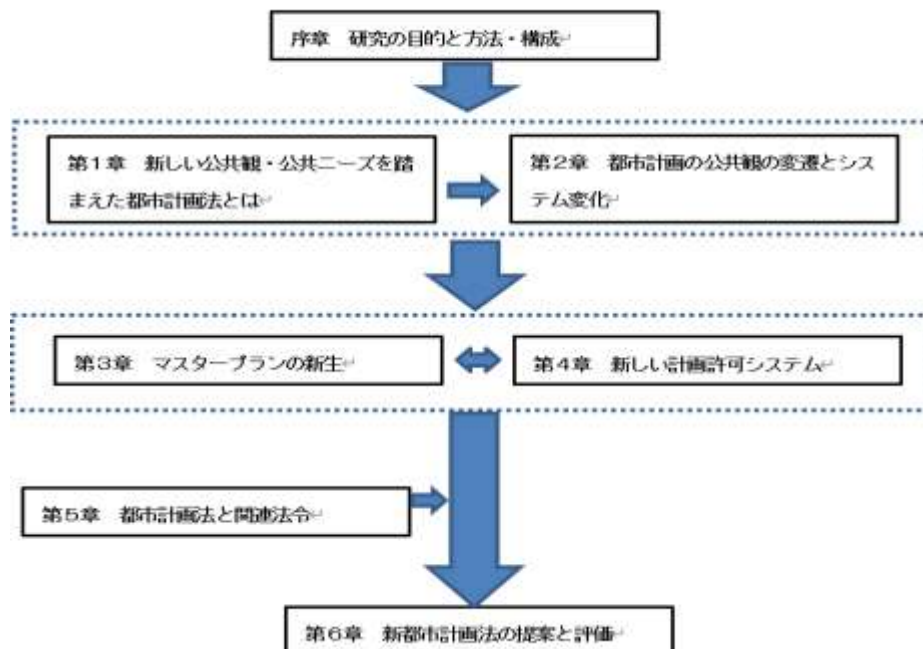 序章　研究の目的と方法・構成
第1章　新しい公共観・公共ニーズを踏
まえた都市計画法とは
第2章　都市計画の公共観の変遷とシス
テム変化
第3章　マスタープランの新生
第4章　新しい計画許可システム
第5章　都市計画法と関連法令
第6章　新都市計画法の提案と評価